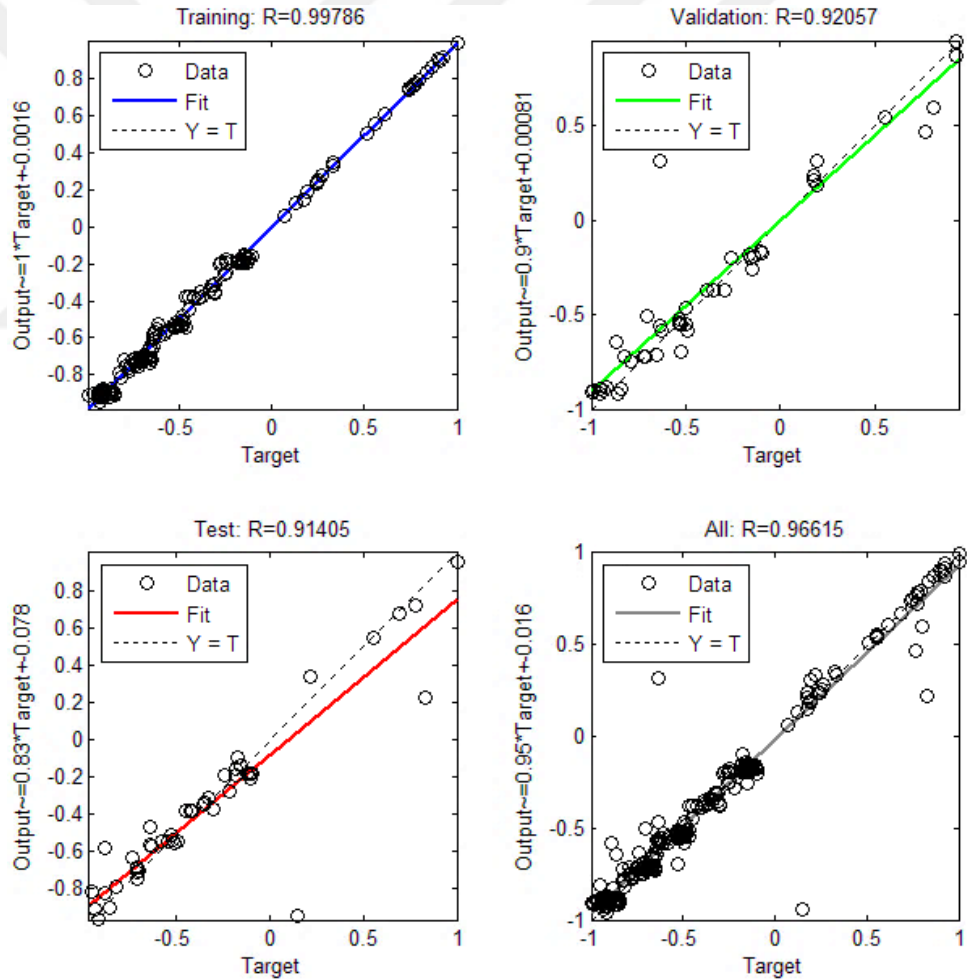 Training: R=0.99786
Output~=1*Target+-0.0016
0.8
0.6
0.4
0.2
0
-0.2
-0.4
-0.6
-0.8
Data
Fit
Y = T
-0.5
0
0.5
1
Target
Validation: R=0.92057
Output~=0.9*Target+0.00081
0.5
0
-0.5
-1
Data
Fit
Y = T
-1
-0.5
0
0.5
Target
Test: R=0.91405
Output~=0.83*Target+-0.078
0.8
0.6
0.4
0.2
0
-0.2
-0.4
-0.6
-0.8
Data
Fit
Y = T
-0.5
0
0.5
1
Target
All: R=0.96615
Output~=0.95*Target+-0.016
1
0.5
0
-0.5
-1
Data
Fit
Y = T
-1
-0.5
0
0.5
1
Target